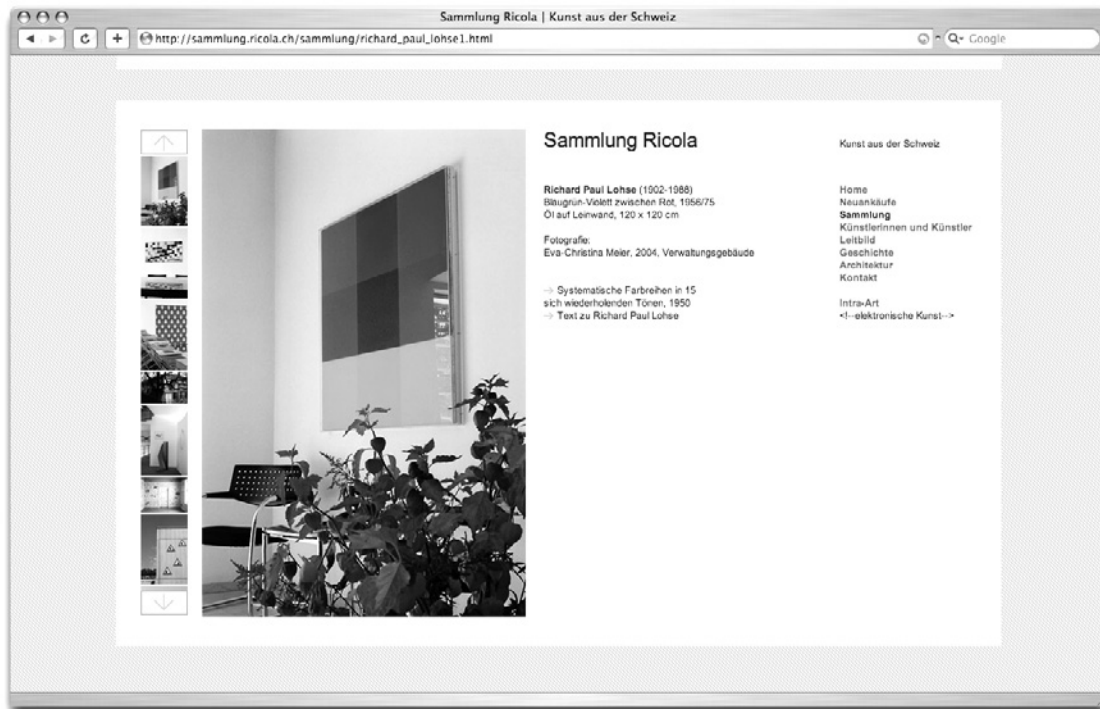 Sammlung Ricola | Kunst aus der Schweiz
http://sammlung.ricola.ch/sammlung/richard_paul_lohse1.html
Google
Sammlung Ricola
Kunst aus der Schweiz
Richard Paul Lohse (1902-1988)
Blaugrün-Violett zwischen Rot, 1956/75
Öl auf Leinwand, 120 x 120 cm
Fotografie:
Eva-Christina Meier, 2004, Verwaltungsgebäude
→ Systematische Farbreihen in 15
sich wiederholenden Tönen, 1950
→ Text zu Richard Paul Lohse
Home
Neuankäufe
Sammlung
Künstlerinnen und Künstler
Leitbild
Geschichte
Architektur
Kontakt
Intra-Art
<!--elektronische Kunst-->